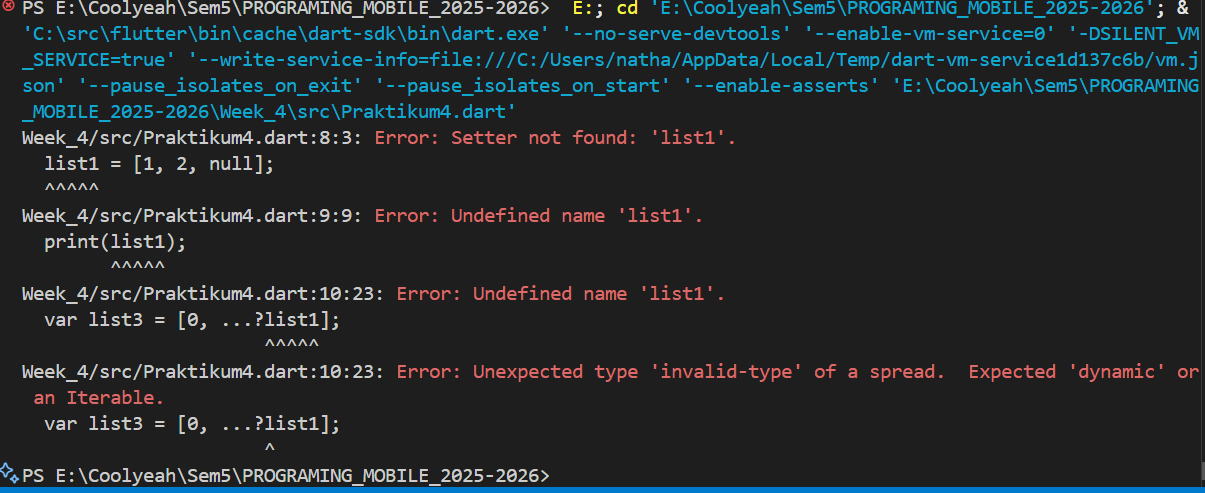 PS E:\Coolyeah\Sem5\PROGRAMING_MOBILE_2025-2026>  E:; cd 'E:\Coolyeah\Sem5\PROGRAMING_MOBILE_2025-2026'; &
'C:\src\flutter\bin\cache\dart-sdk\bin\dart.exe' '--no-serve-devtools' '--enable-vm-service=0' '-DSILENT_VM
_SERVICE=true' '--write-service-info=file:///C:/Users/natha/AppData/Local/Temp/dart-vm-service1d137c6b/vm.j
son' '--pause_isolates_on_exit' '--pause_isolates_on_start' '--enable-asserts' 'E:\Coolyeah\Sem5\PROGRAMING
_MOBILE_2025-2026\Week_4\src\Praktikum4.dart'
Week_4/src/Praktikum4.dart:8:3: Error: Setter not found: 'list1'.
  list1 = [1, 2, null];
  ^^^^^
Week_4/src/Praktikum4.dart:9:9: Error: Undefined name 'list1'.
  print(list1);
        ^^^^^
Week_4/src/Praktikum4.dart:10:23: Error: Undefined name 'list1'.
  var list3 = [0, ...?list1];
                      ^^^^^
Week_4/src/Praktikum4.dart:10:23: Error: Unexpected type 'invalid-type' of a spread.  Expected 'dynamic' or
 an Iterable.
  var list3 = [0, ...?list1];
                      ^
PS E:\Coolyeah\Sem5\PROGRAMING_MOBILE_2025-2026>